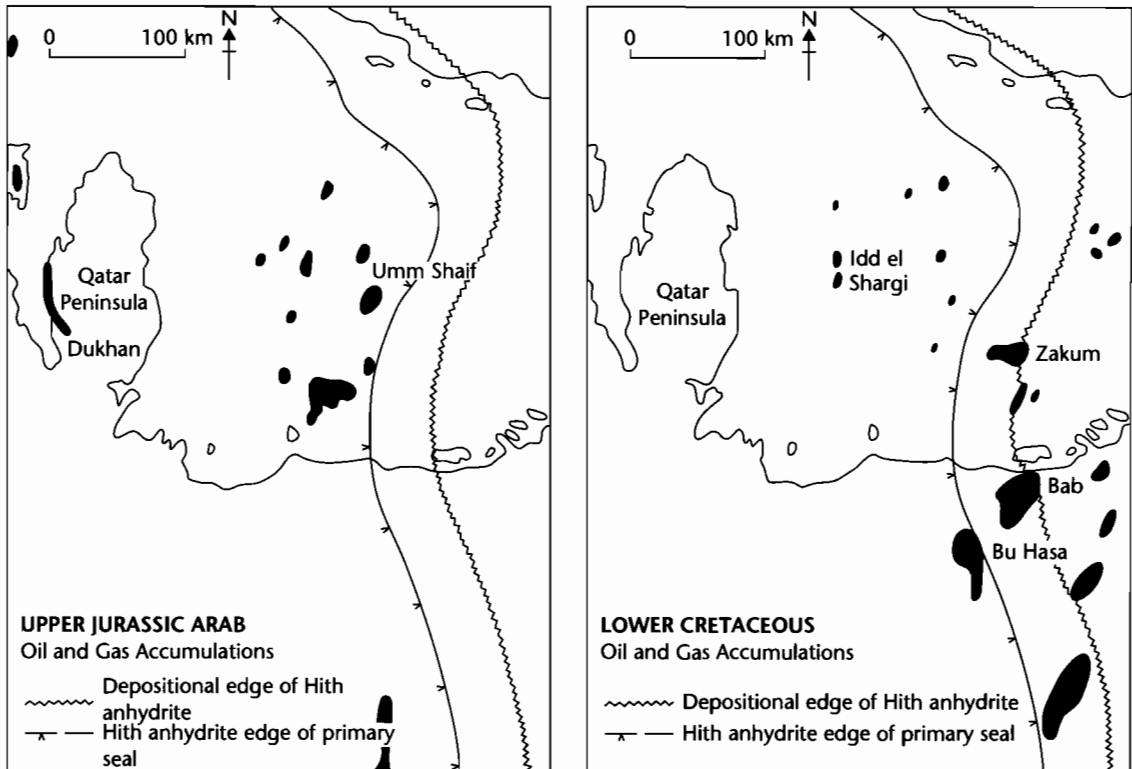 0 100 km
N
Umm Shaif
Qatar
Peninsula
Dukhan
UPPER JURASSIC ARAB
Oil and Gas Accumulations
Depositional edge of Hith
anhydrite
Hith anhydrite edge of primary
seal
0 100 km
N
Idd el
Shargi
Qatar
Peninsula
Zakum
Bab
Bu Hasa
LOWER CRETACEOUS
Oil and Gas Accumulations
Depositional edge of Hith anhydrite
Hith anhydrite edge of primary seal